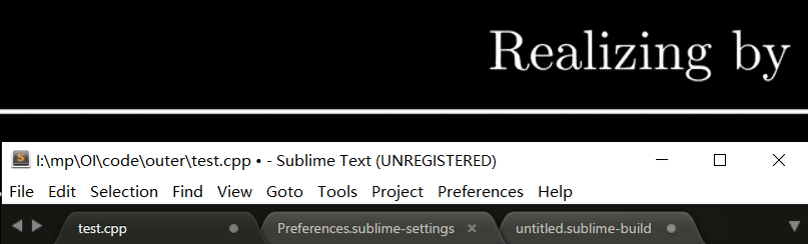 Realizing by
I:\mp\OI\code\outer\test.cpp • - Sublime Text (UNREGISTERED)
File Edit Selection Find View Goto Tools Project Preferences Help
test.cpp Preferences.sublime-settings untitled.sublime-build